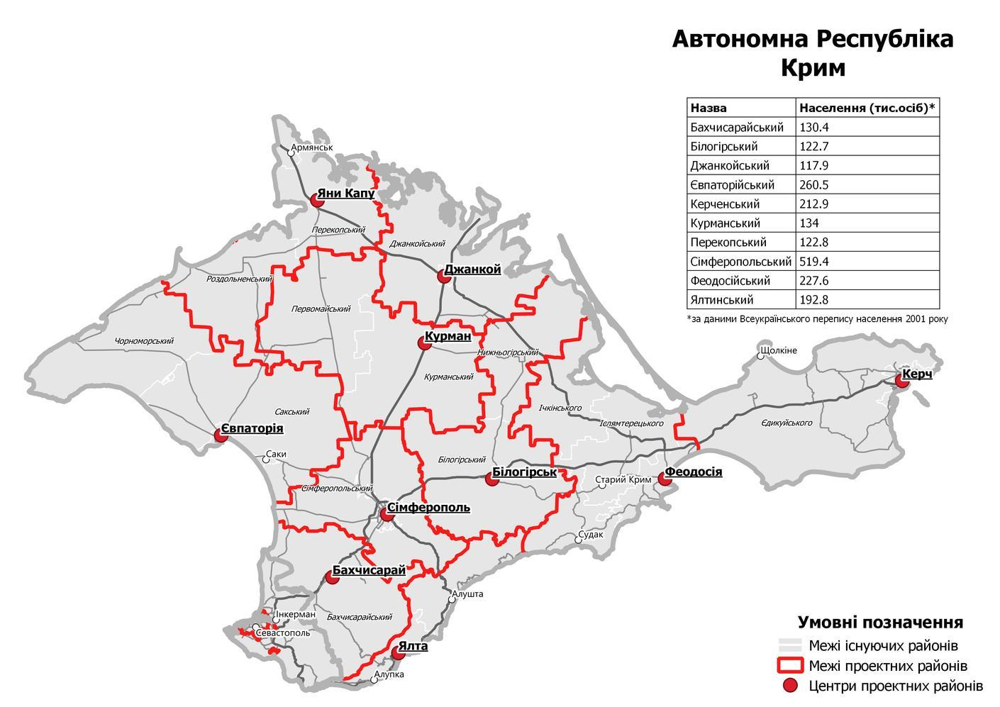 Автономна Республіка
Крим
Назва Населення (тис.осіб)*
Бахчисарайський 130.4
Білогірський 122.7
Джанкойський 117.9
Євпаторійський 260.5
Керченський 212.9
Курманський 134
Перекопський 122.8
Сімферопольський 519.4
Феодосійський 227.6
Ялтинський 192.8
*за даними Всеукраїнського перепису населення 2001 року
Армянськ
Яни Капу
Перекопський
Джанкойський
Джанкой
Роздольненський
Первомайський
Чорноморський
Курман
Нижньогірський
Щолкіне
Керч
Курманський
Сакський
Ічкінського
Іслямтерецького
Єдикуйського
Євпаторія
Саки
Білогірський
Білогірськ
Старий Крим
Феодосія
Сімферопольський
Сімферополь
Судак
Бахчисарай
Алушта
Інкерман
Бахчисарайський
Севастополь
Ялта
Алупка
Умовні позначення
Межі існуючих районів
Межі проектних районів
Центри проектних районів